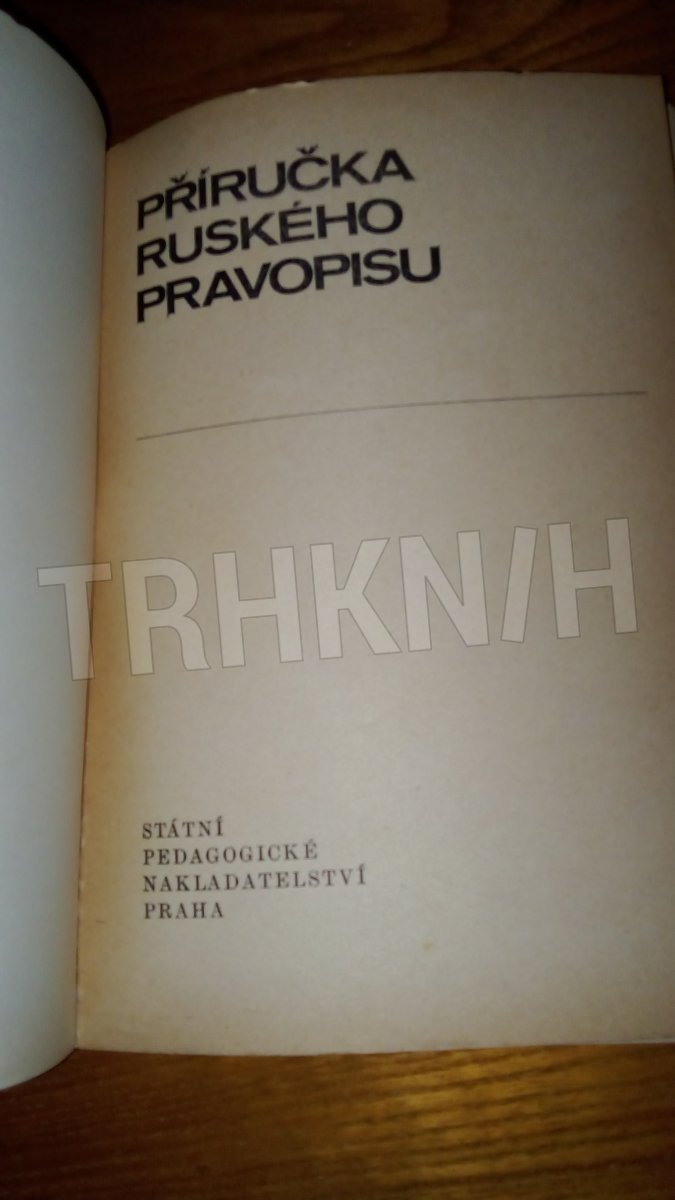 PŘÍRUČKA
RUSKÉHO
PRAVOPISU
TRHKNIH
STÁTNÍ
PEDAGOGICKÉ
NAKLADATELSTVÍ
PRAHA